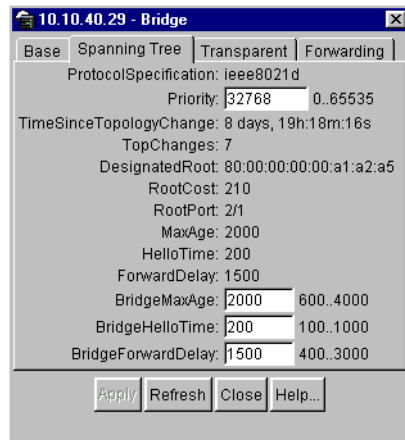 10.10.40.29 - Bridge
Base Spanning Tree Transparent Forwarding
ProtocolSpecification: ieee8021d
Priority: 32768 0..65535
TimeSinceTopologyChange: 8 days, 19h:18m:16s
TopChanges: 7
DesignatedRoot: 80:00:00:00:00:a1:a2:a5
RootCost: 210
RootPort: 2/1
MaxAge: 2000
HelloTime: 200
ForwardDelay: 1500
BridgeMaxAge: 2000 600..4000
BridgeHelloTime: 200 100..1000
BridgeForwardDelay: 1500 400..3000
Apply Refresh Close Help...